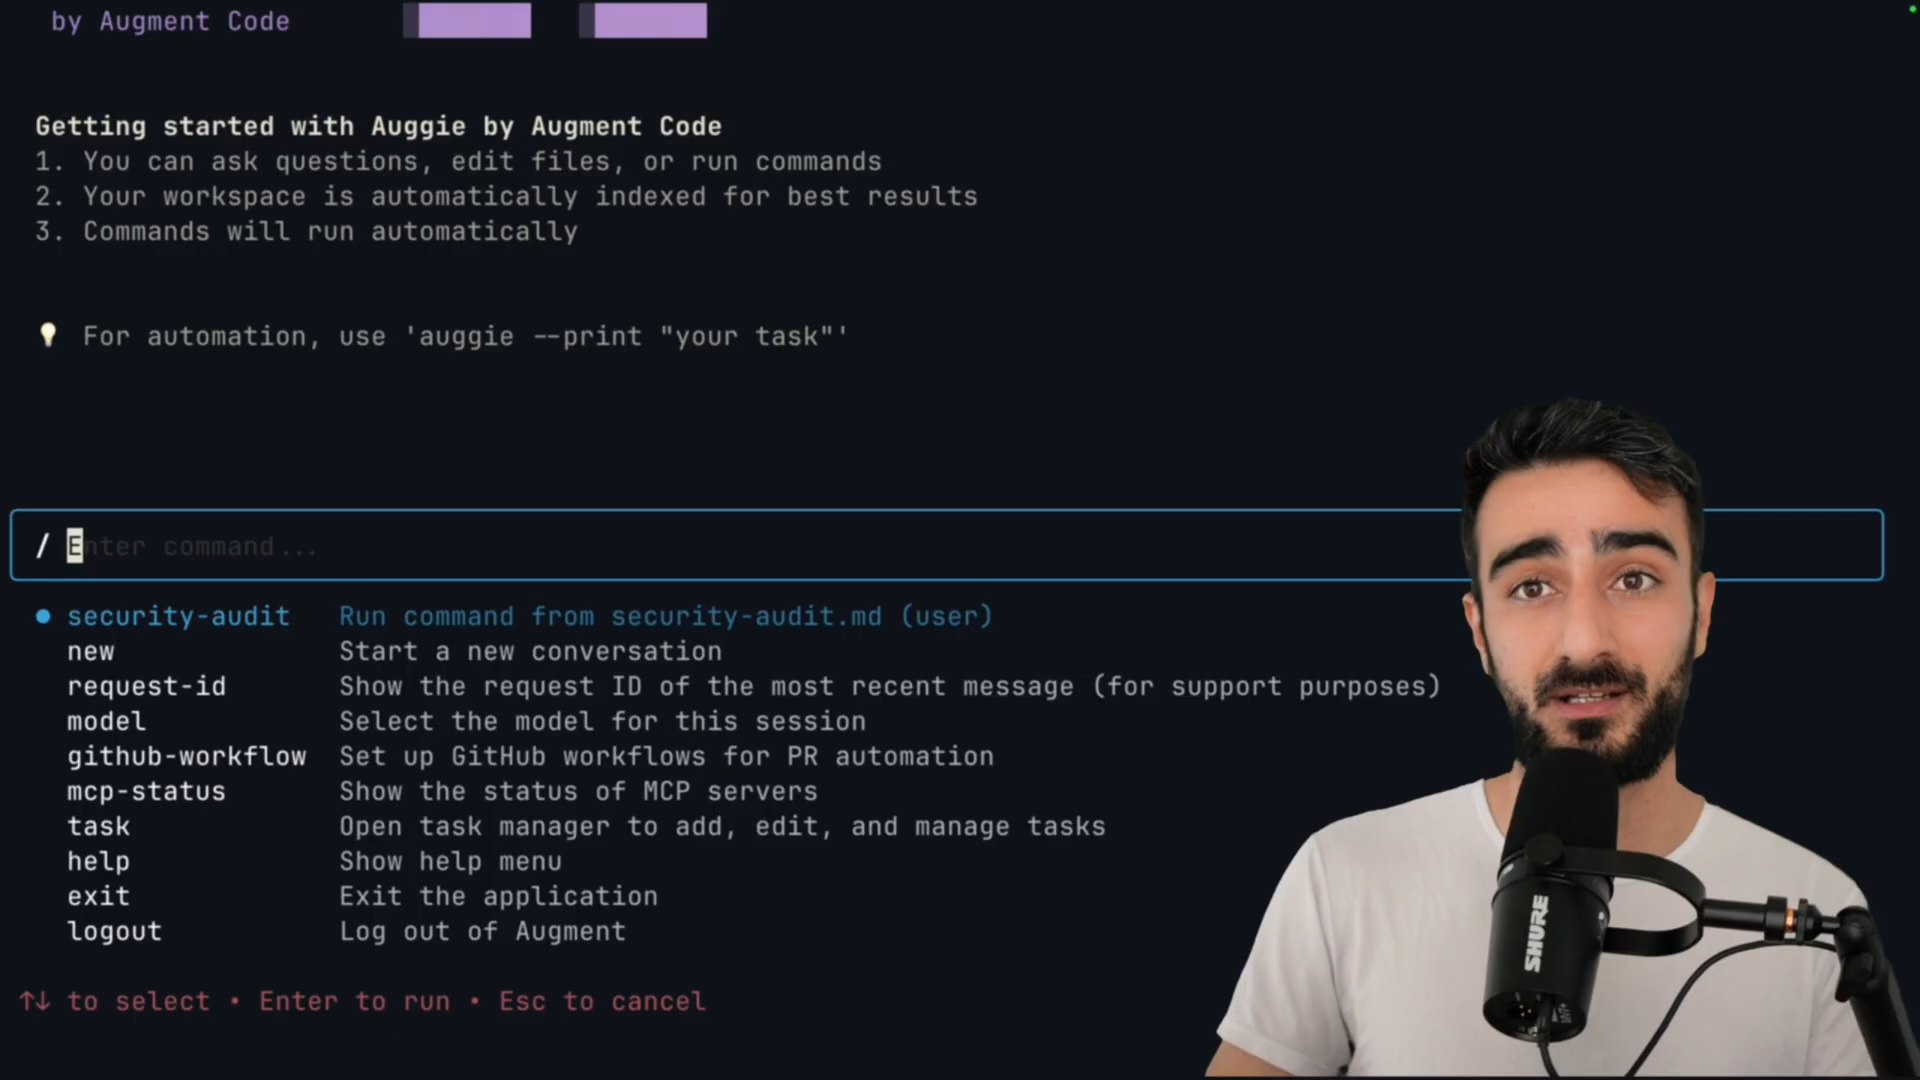 by Augment Code
Getting started with Auggie by Augment Code
1. You can ask questions, edit files, or run commands
2. Your workspace is automatically indexed for best results
3. Commands will run automatically
For automation, use 'auggie --print "your task"'
/ Enter command...
● security-audit Run command from security-audit.md (user)
new Start a new conversation
request-id Show the request ID of the most recent message (for support purposes)
model Select the model for this session
github-workflow Set up GitHub workflows for PR automation
mcp-status Show the status of MCP servers
task Open task manager to add, edit, and manage tasks
help Show help menu
exit Exit the application
logout Log out of Augment
↑↓ to select • Enter to run • Esc to cancel
SHURE